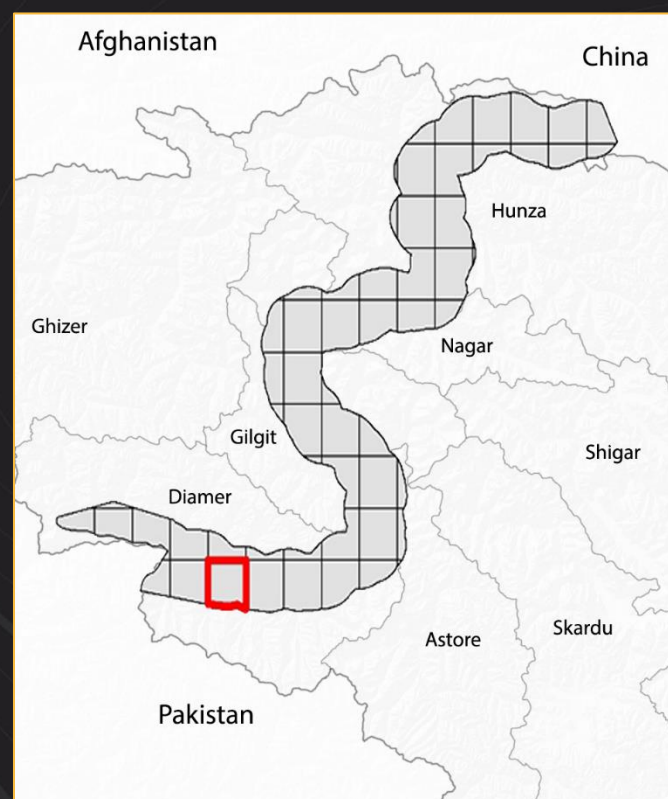 Afghanistan
China
Hunza
Ghizer
Nagar
Gilgit
Shigar
Diamer
Skardu
Astore
Pakistan